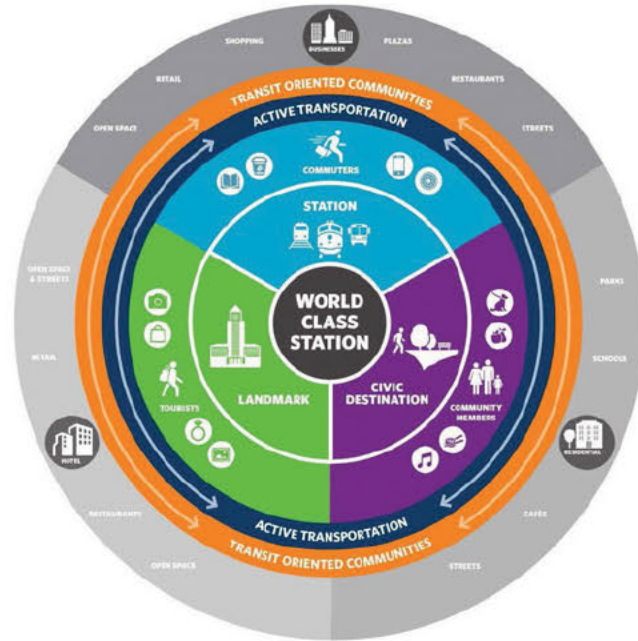 BUSINESSES
SHOPPING
PLAZAS
RETAIL
RESTAURANTS
OPEN SPACE
STREETS
TRANSIT ORIENTED COMMUNITIES
ACTIVE TRANSPORTATION
COMMUTERS
STATION
WORLD
CLASS
STATION
OPEN SPACE
& STREETS
PARKS
RETAIL
SCHOOLS
TOURISTS
LANDMARK
CIVIC
DESTINATION
COMMUNITY
MEMBERS
HOTEL
RESIDENTIAL
RESTAURANTS
CAFES
OPEN SPACE
STREETS
ACTIVE TRANSPORTATION
TRANSIT ORIENTED COMMUNITIES